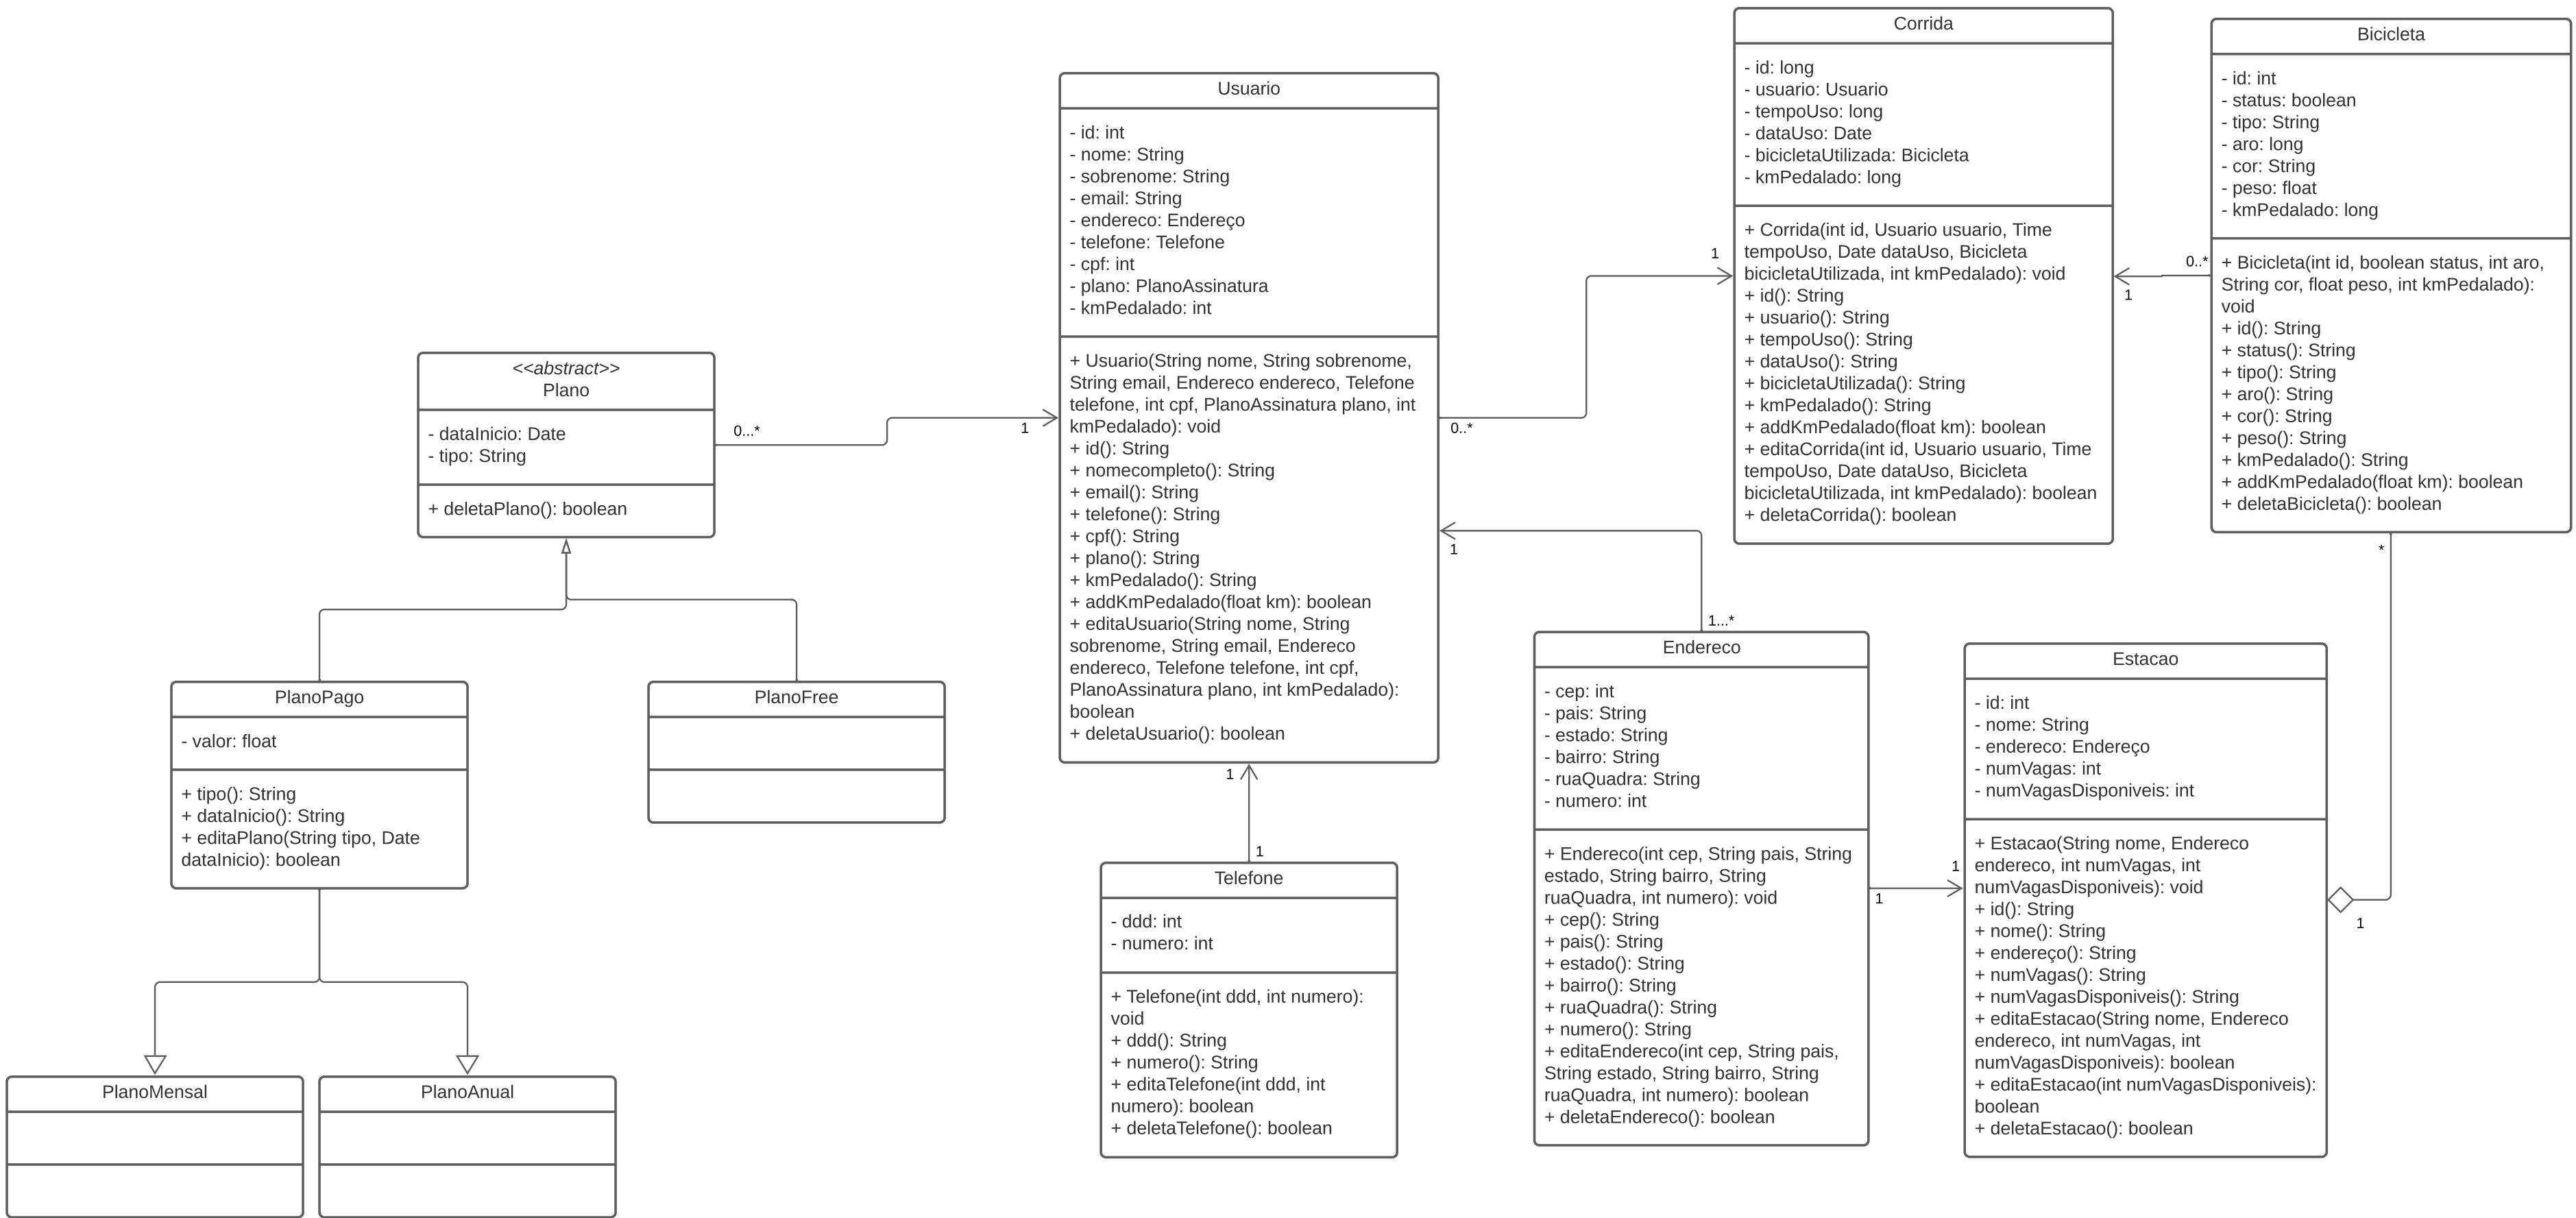 <<abstract>>
Plano
- dataInicio: Date
- tipo: String
+ deletaPlano(): boolean
0...*
1
PlanoPago
- valor: float
+ tipo(): String
+ dataInicio(): String
+ editaPlano(String tipo, Date
dataInicio): boolean
PlanoFree
PlanoMensal
PlanoAnual
Usuario
- id: int
- nome: String
- sobrenome: String
- email: String
- endereco: Endereço
- telefone: Telefone
- cpf: int
- plano: PlanoAssinatura
- kmPedalado: int
+ Usuario(String nome, String sobrenome,
String email, Endereco endereco, Telefone
telefone, int cpf, PlanoAssinatura plano, int
kmPedalado): void
+ id(): String
+ nomecompleto(): String
+ email(): String
+ telefone(): String
+ cpf(): String
+ plano(): String
+ kmPedalado(): String
+ addKmPedalado(float km): boolean
+ editaUsuario(String nome, String
sobrenome, String email, Endereco
endereco, Telefone telefone, int cpf,
PlanoAssinatura plano, int kmPedalado):
boolean
+ deletaUsuario(): boolean
0..*
1
1
1...*
1
1
Telefone
- ddd: int
- numero: int
+ Telefone(int ddd, int numero):
void
+ ddd(): String
+ numero(): String
+ editaTelefone(int ddd, int
numero): boolean
+ deletaTelefone(): boolean
Corrida
- id: long
- usuario: Usuario
- tempoUso: long
- dataUso: Date
- bicicletaUtilizada: Bicicleta
- kmPedalado: long
+ Corrida(int id, Usuario usuario, Time
tempoUso, Date dataUso, Bicicleta
bicicletaUtilizada, int kmPedalado): void
+ id(): String
+ usuario(): String
+ tempoUso(): String
+ dataUso(): String
+ bicicletaUtilizada(): String
+ kmPedalado(): String
+ addKmPedalado(float km): boolean
+ editaCorrida(int id, Usuario usuario, Time
tempoUso, Date dataUso, Bicicleta
bicicletaUtilizada, int kmPedalado): boolean
+ deletaCorrida(): boolean
0..*
1
Bicicleta
- id: int
- status: boolean
- tipo: String
- aro: long
- cor: String
- peso: float
- kmPedalado: long
+ Bicicleta(int id, boolean status, int aro,
String cor, float peso, int kmPedalado):
void
+ id(): String
+ status(): String
+ tipo(): String
+ aro(): String
+ cor(): String
+ peso(): String
+ kmPedalado(): String
+ addKmPedalado(float km): boolean
+ deletaBicicleta(): boolean
*
1
Endereco
- cep: int
- pais: String
- estado: String
- bairro: String
- ruaQuadra: String
- numero: int
+ Endereco(int cep, String pais, String
estado, String bairro, String
ruaQuadra, int numero): void
+ cep(): String
+ pais(): String
+ estado(): String
+ bairro(): String
+ ruaQuadra(): String
+ numero(): String
+ editaEndereco(int cep, String pais,
String estado, String bairro, String
ruaQuadra, int numero): boolean
+ deletaEndereco(): boolean
1
1
Estacao
- id: int
- nome: String
- endereco: Endereço
- numVagas: int
- numVagasDisponiveis: int
+ Estacao(String nome, Endereco
endereco, int numVagas, int
numVagasDisponiveis): void
+ id(): String
+ nome(): String
+ endereço(): String
+ numVagas(): String
+ numVagasDisponiveis(): String
+ editaEstacao(String nome, Endereco
endereco, int numVagas, int
numVagasDisponiveis): boolean
+ editaEstacao(int numVagasDisponiveis):
boolean
+ deletaEstacao(): boolean